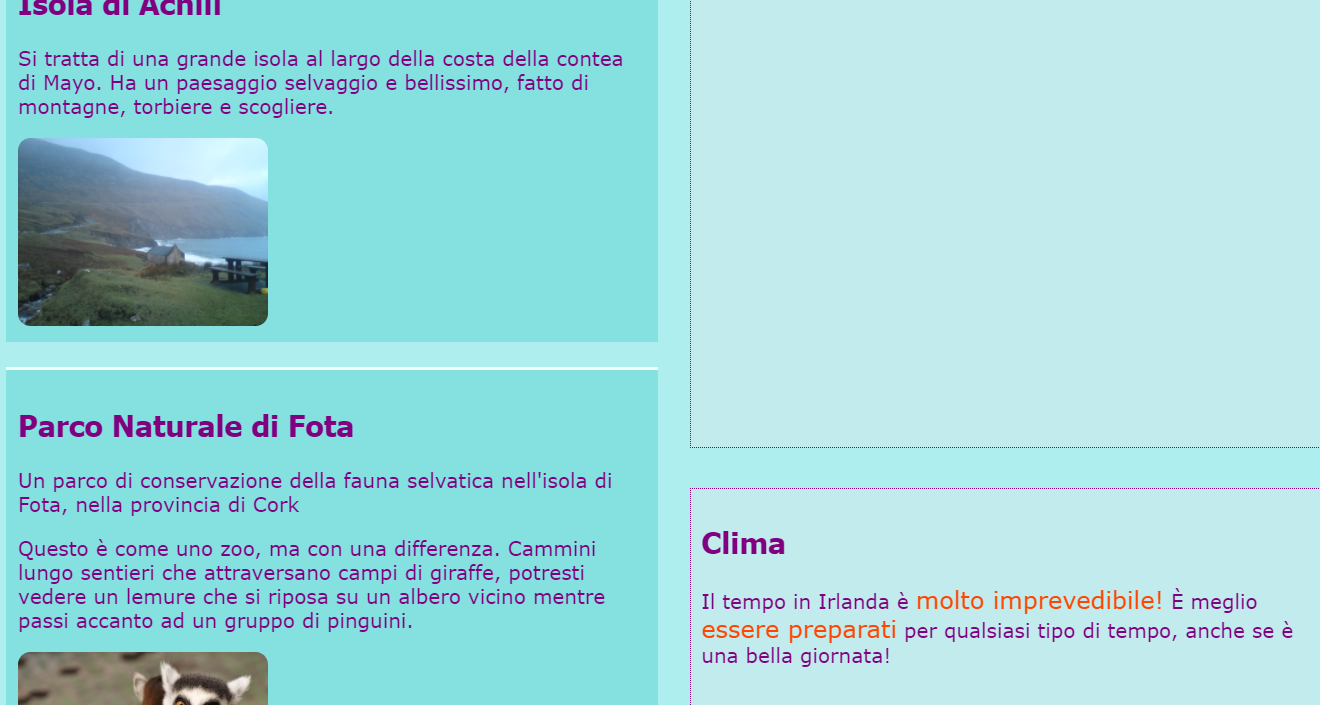 Isola di Achill
Si tratta di una grande isola al largo della costa della contea
di Mayo. Ha un paesaggio selvaggio e bellissimo, fatto di
montagne, torbiere e scogliere.
Parco Naturale di Fota
Un parco di conservazione della fauna selvatica nell'isola di
Fota, nella provincia di Cork
Questo è come uno zoo, ma con una differenza. Cammini
lungo sentieri che attraversano campi di giraffe, potresti
vedere un lemure che si riposa su un albero vicino mentre
passi accanto ad un gruppo di pinguini.
Clima
Il tempo in Irlanda è molto imprevedibile! È meglio
essere preparati per qualsiasi tipo di tempo, anche se è
una bella giornata!